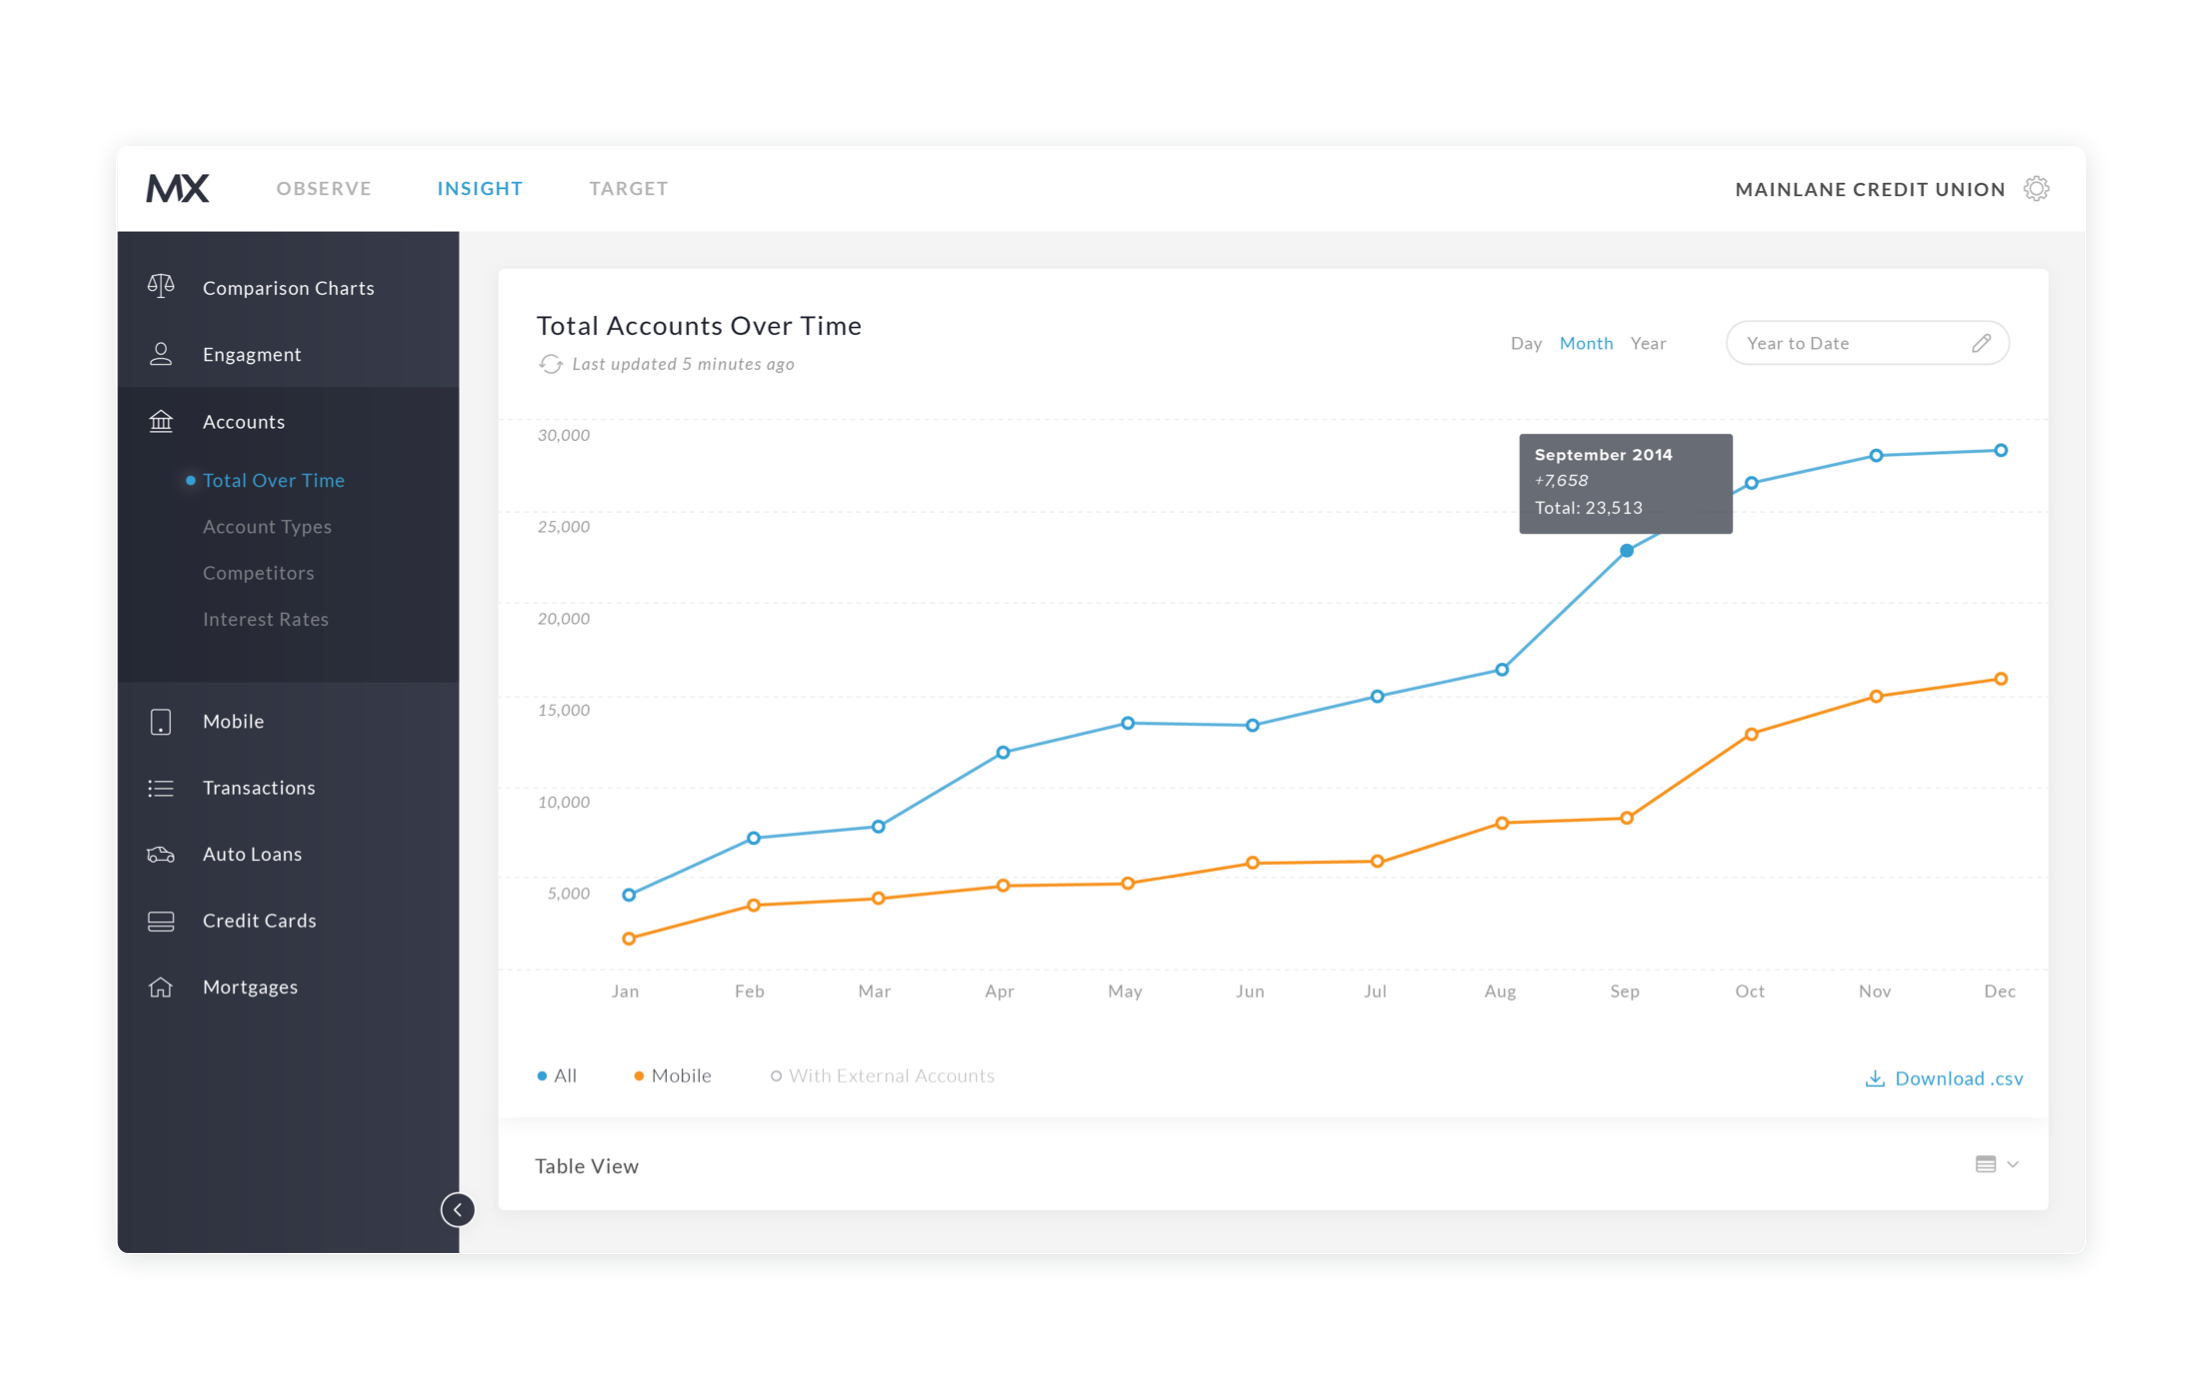 MX
OBSERVE
INSIGHT
TARGET
MAINLANE CREDIT UNION
Comparison Charts
Engagment
Accounts
Total Over Time
Account Types
Competitors
Interest Rates
Mobile
Transactions
Auto Loans
Credit Cards
Mortgages
Total Accounts Over Time
Last updated 5 minutes ago
Day Month Year
Year to Date
30,000
25,000
20,000
15,000
10,000
5,000
September 2014
+7,658
Total: 23,513
Jan Feb Mar Apr May Jun Jul Aug Sep Oct Nov Dec
All
Mobile
With External Accounts
Download .csv
Table View